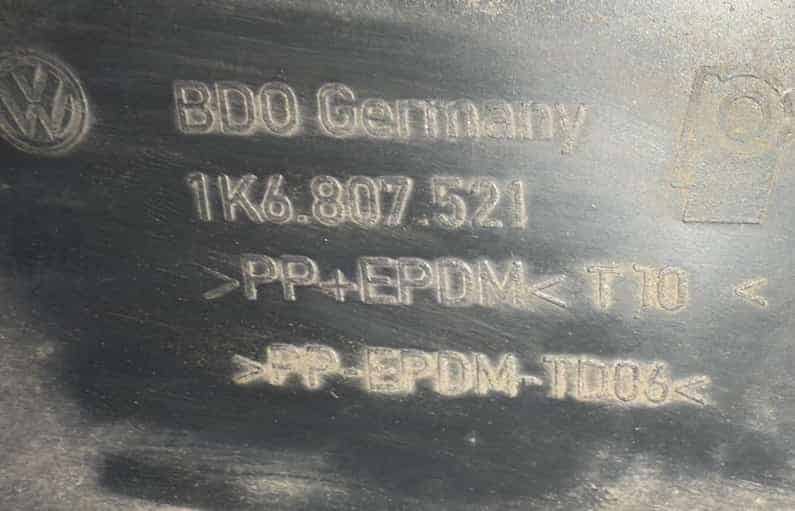 BDO Germany
1K6.807.521
>PP+EPDM< T10 <
>PP-EPDM-TD06<